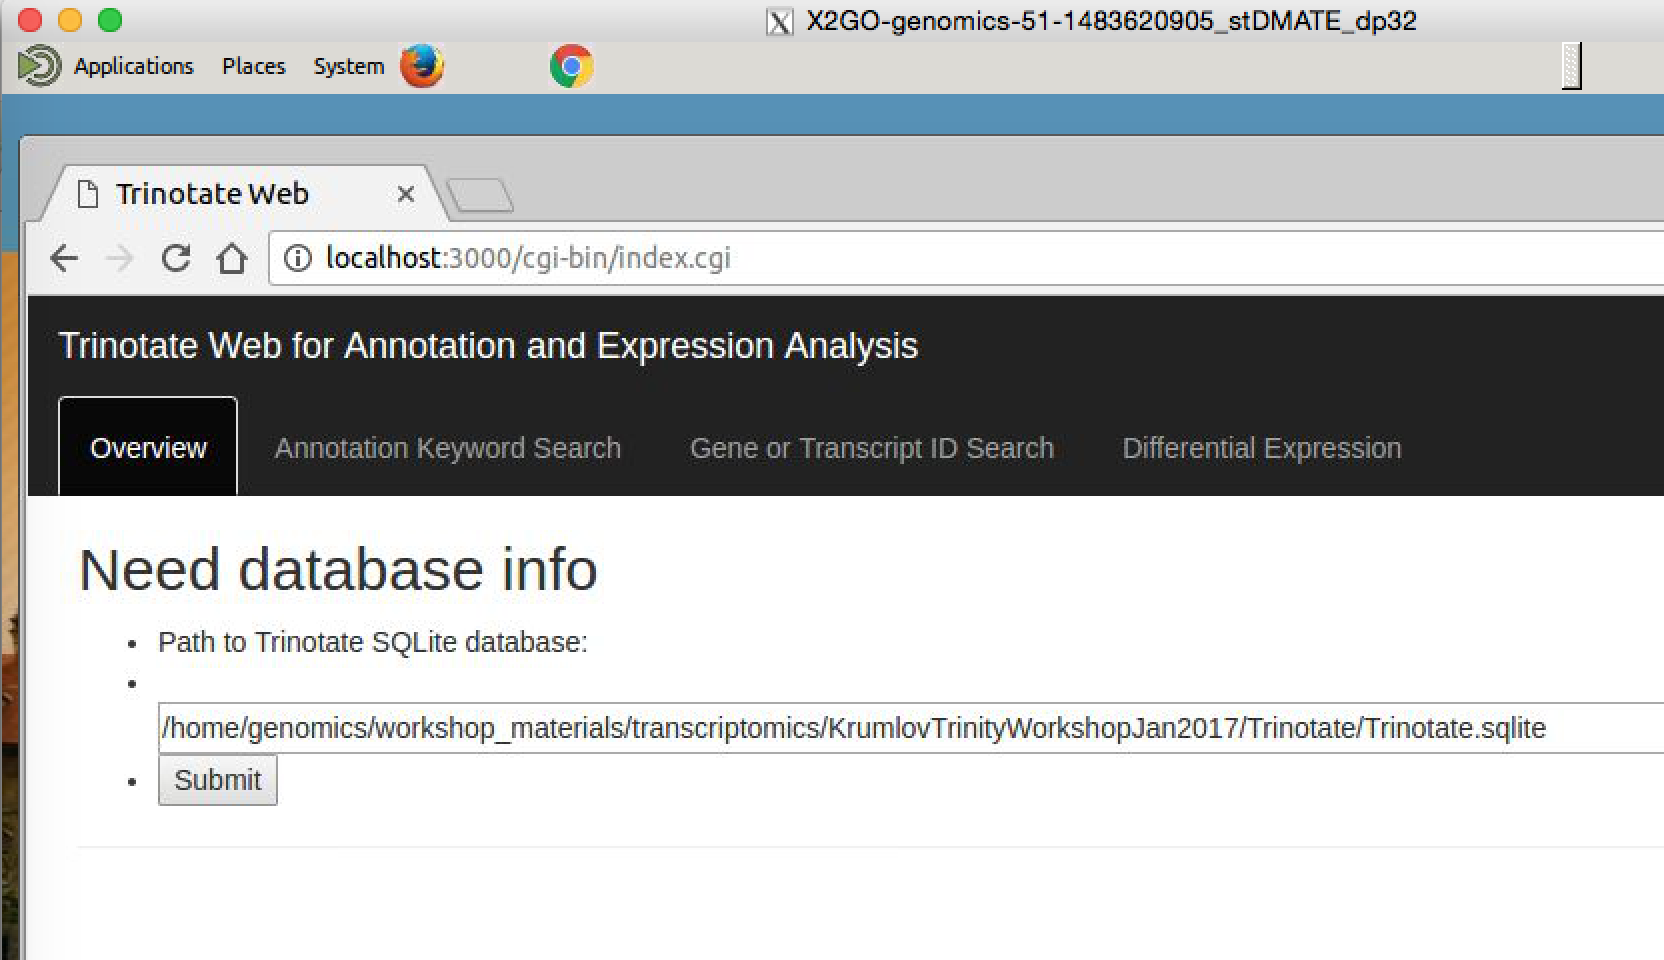 X2GO-genomics-51-1483620905_stDMATE_dp32
Applications Places System
Trinotate Web
localhost:3000/cgi-bin/index.cgi
Trinotate Web for Annotation and Expression Analysis
Overview Annotation Keyword Search Gene or Transcript ID Search Differential Expression
Need database info
Path to Trinotate SQLite database:
/home/genomics/workshop_materials/transcriptomics/KrumlovTrinityWorkshopJan2017/Trinotate/Trinotate.sqlite
Submit